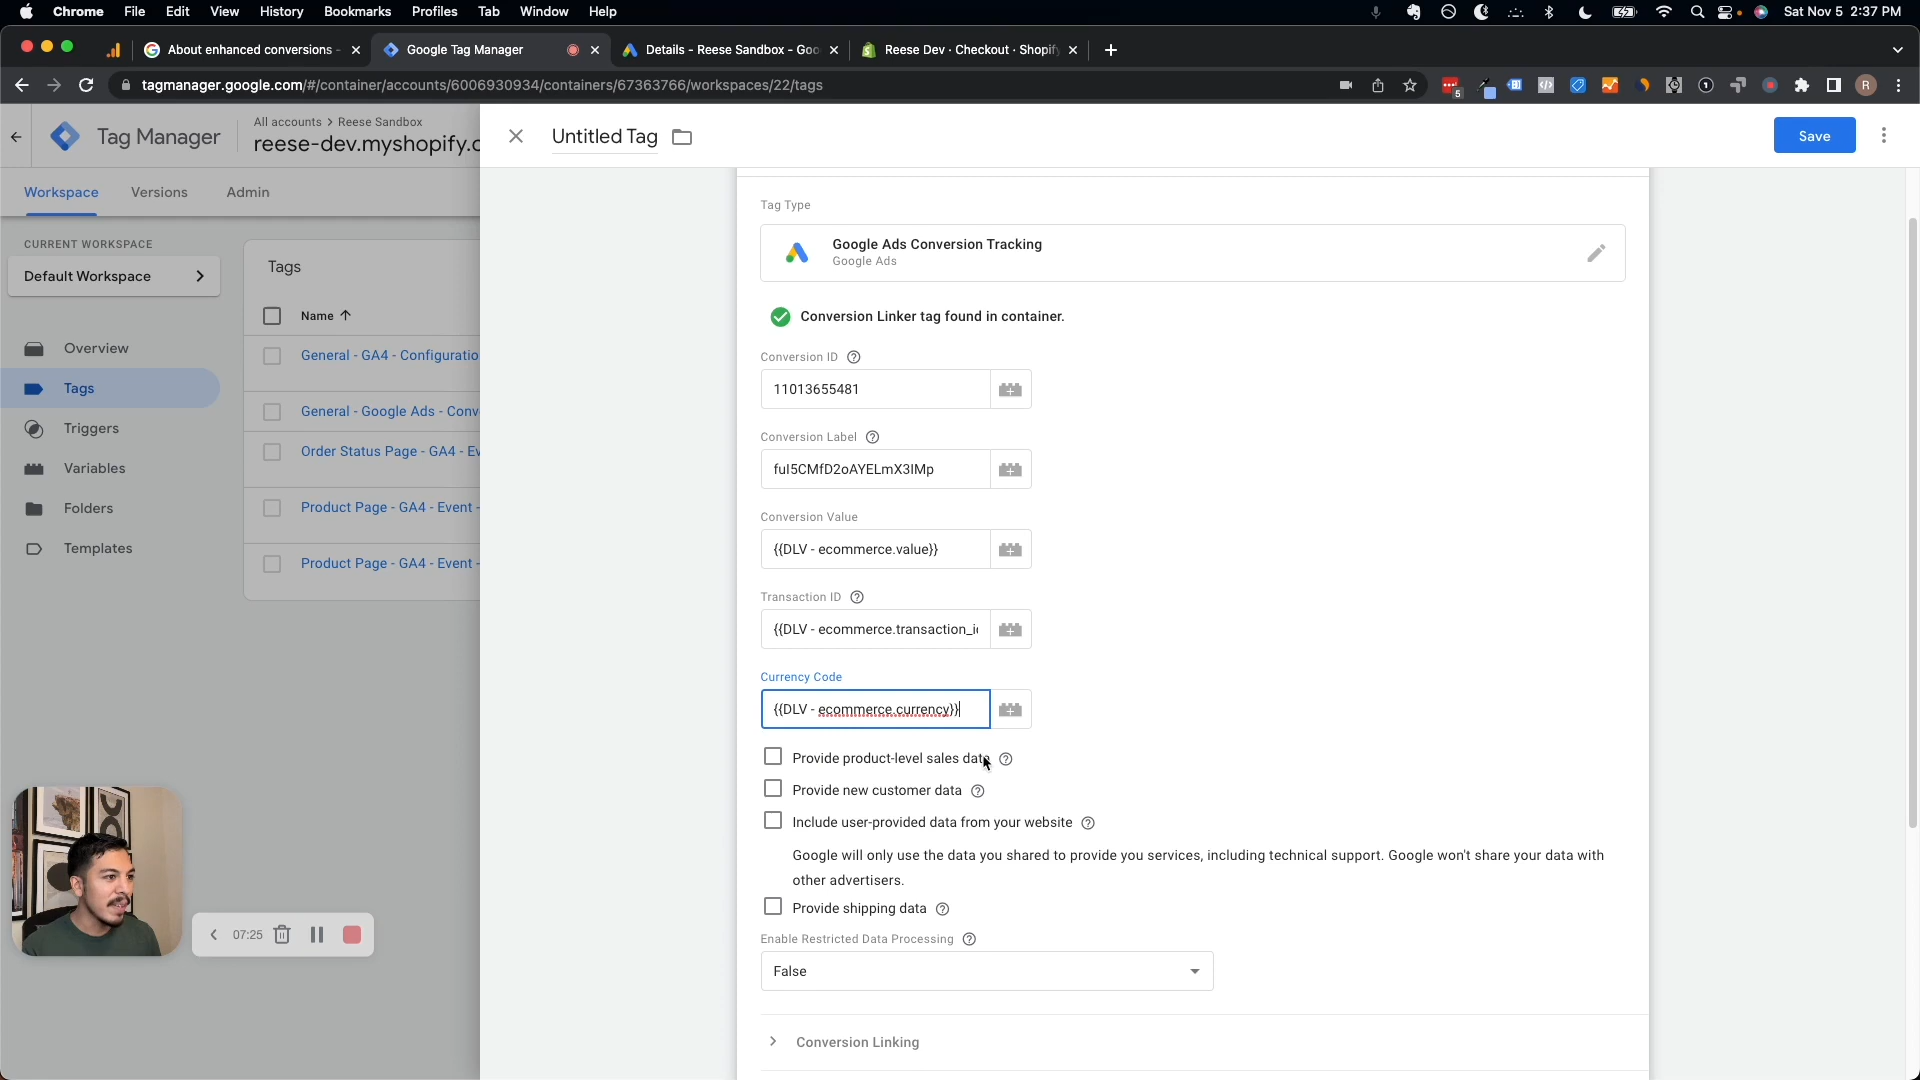 Chrome File Edit View History Bookmarks Profiles Tab Window Help Sat Nov 5 2:37 PM
About enhanced conversions - Google Tag Manager Details - Reese Sandbox - Goo Reese Dev · Checkout · Shopify
tagmanager.google.com/#/container/accounts/6006930934/containers/67363766/workspaces/22/tags 5 R
Tag Manager
All accounts > Reese Sandbox
reese-dev.myshopify.c
Untitled Tag
Save
Workspace Versions Admin
CURRENT WORKSPACE
Default Workspace
Overview
Tags
Triggers
Variables
Folders
Templates
Tags
Name
General - GA4 - Configuratio
General - Google Ads - Conv
Order Status Page - GA4 - Ev
Product Page - GA4 - Event -
Product Page - GA4 - Event -
Tag Type
Google Ads Conversion Tracking
Google Ads
Conversion Linker tag found in container.
Conversion ID
11013655481
Conversion Label
fuI5CMfD2oAYELmX3IMp
Conversion Value
{{DLV - ecommerce.value}}
Transaction ID
{{DLV - ecommerce.transaction_i
Currency Code
{{DLV - ecommerce.currency}}
Provide product-level sales data
Provide new customer data
Include user-provided data from your website
Google will only use the data you shared to provide you services, including technical support. Google won't share your data with
other advertisers.
Provide shipping data
Enable Restricted Data Processing
False
Conversion Linking
07:25